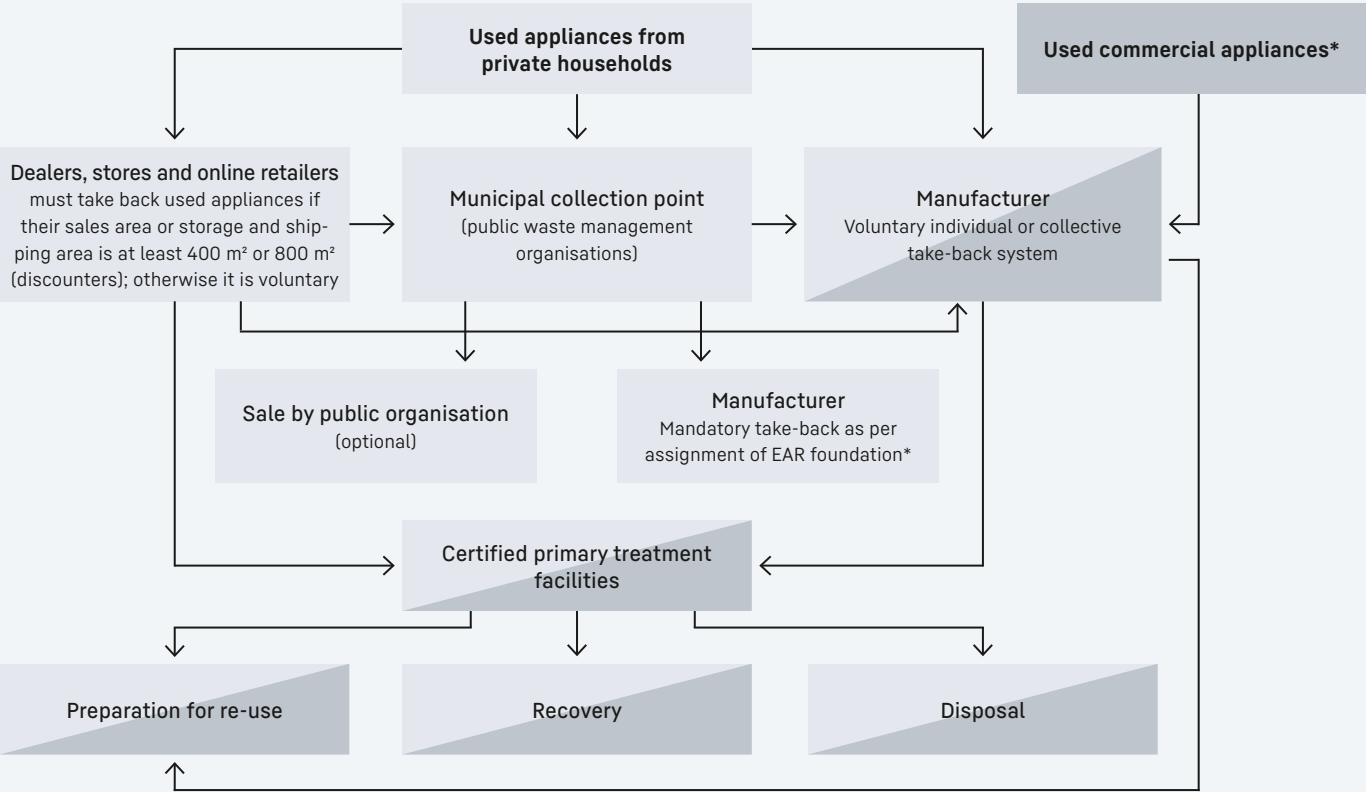 Used appliances from
private households
Used commercial appliances*
Dealers, stores and online retailers
must take back used appliances if
their sales area or storage and ship-
ping area is at least 400 m² or 800 m²
(discounters); otherwise it is voluntary
Municipal collection point
(public waste management
organisations)
Manufacturer
Voluntary individual or collective
take-back system
Sale by public organisation
(optional)
Manufacturer
Mandatory take-back as per
assignment of EAR foundation*
Certified primary treatment
facilities
Preparation for re-use
Recovery
Disposal